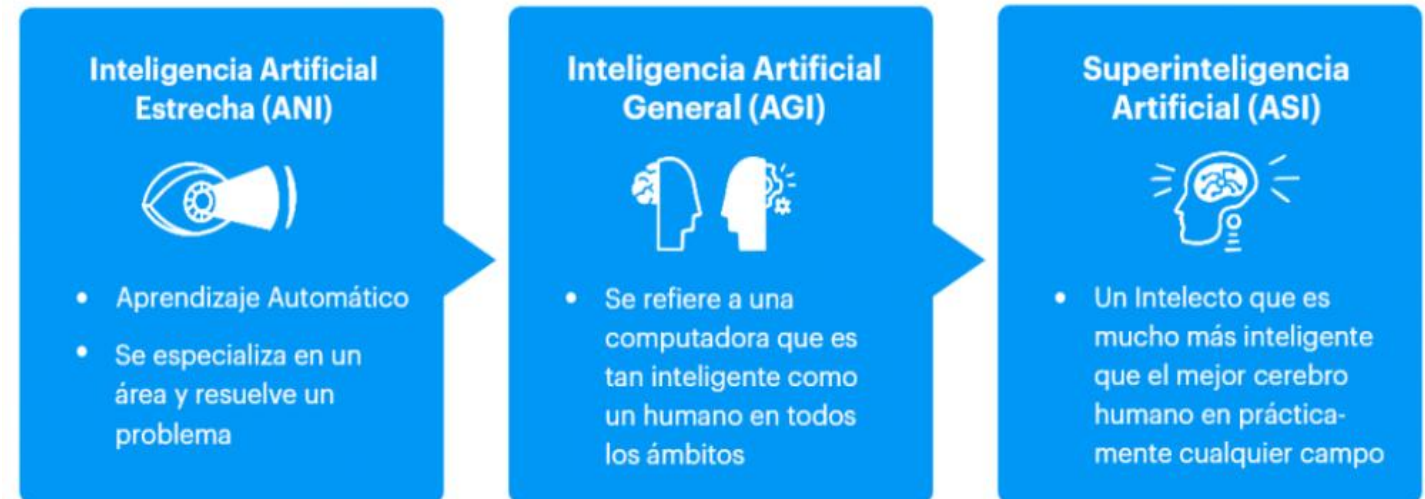 Inteligencia Artificial
Estrecha (ANI)
• Aprendizaje Automático
• Se especializa en un
área y resuelve un
problema
Inteligencia Artificial
General (AGI)
• Se refiere a una
computadora que es
tan inteligente como
un humano en todos
los ámbitos
Superinteligencia
Artificial (ASI)
• Un Intelecto que es
mucho más inteligente
que el mejor cerebro
humano en práctica-
mente cualquier campo